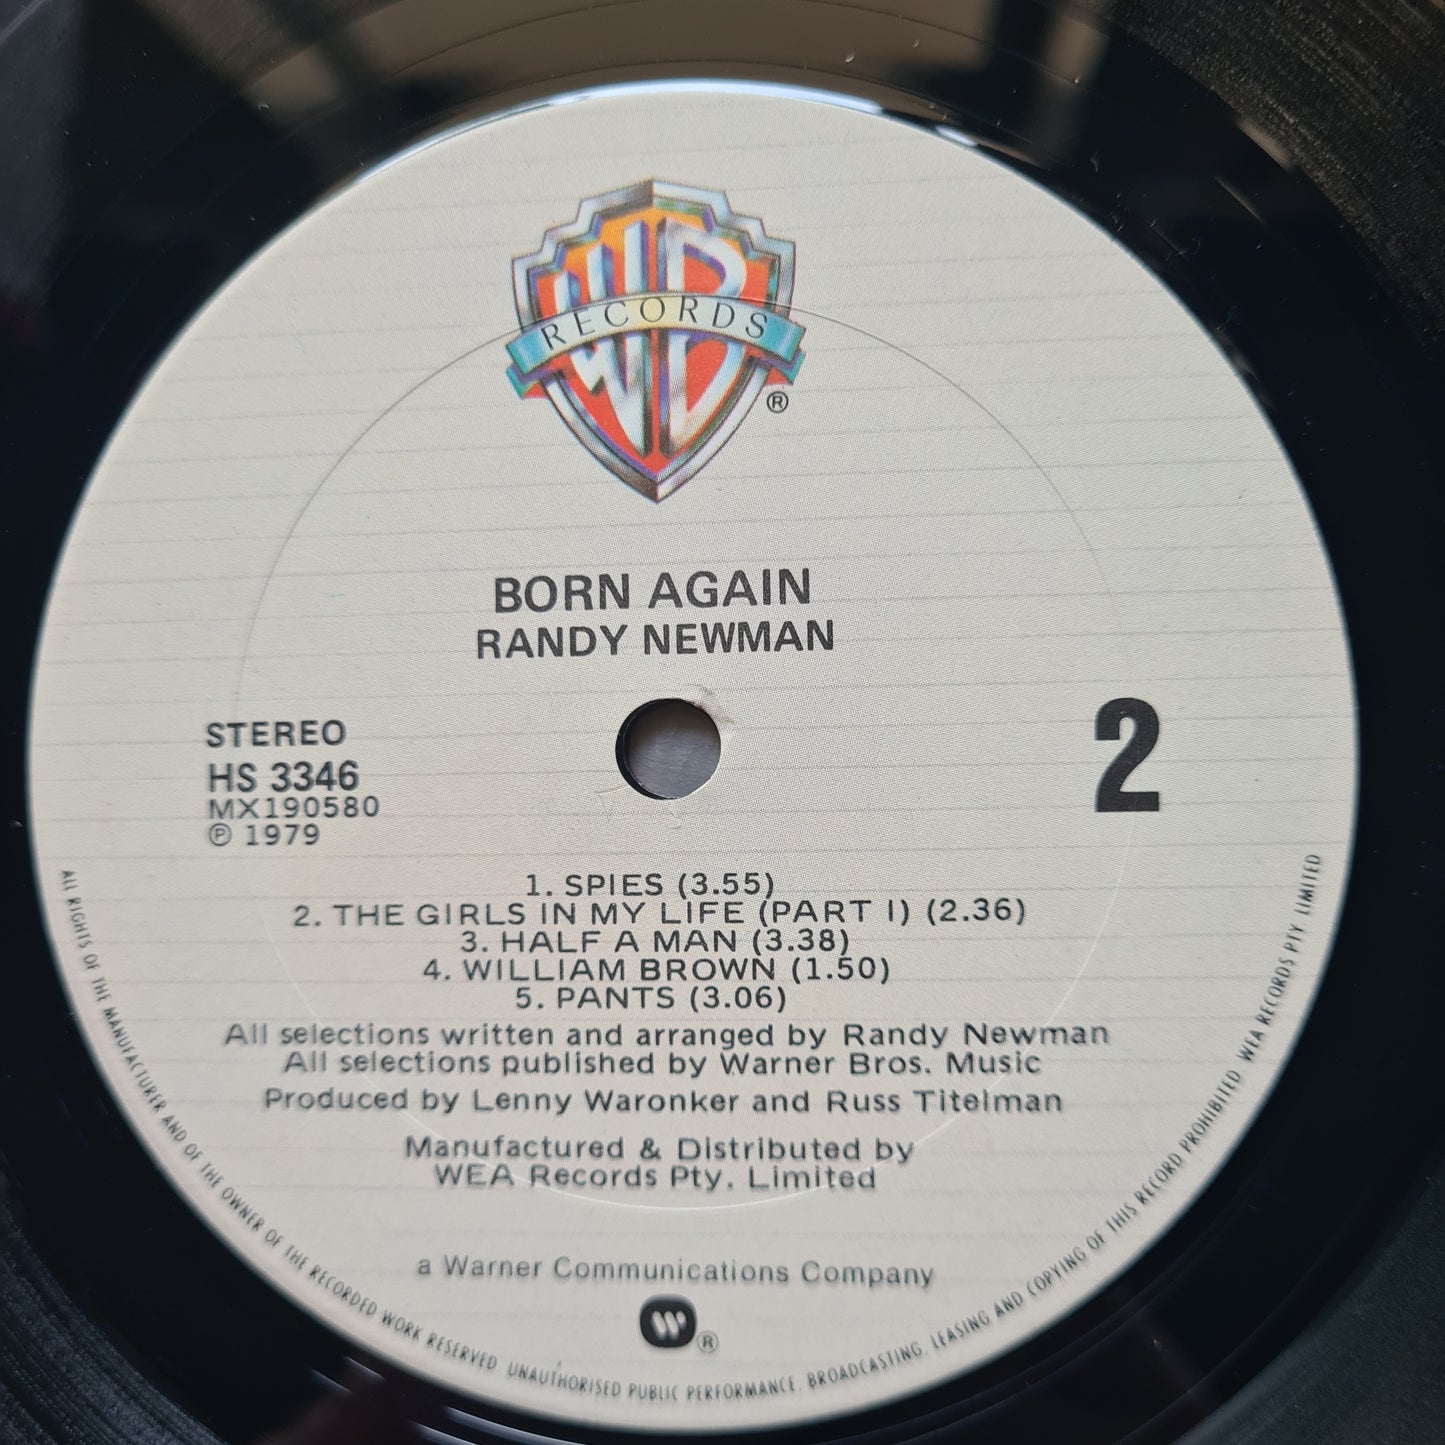 WB
RECORDS
®
BORN AGAIN
RANDY NEWMAN
STEREO
HS 3346
MX190580
℗ 1979
2
1. SPIES (3.55)
2. THE GIRLS IN MY LIFE (PART I) (2.36)
3. HALF A MAN (3.38)
4. WILLIAM BROWN (1.50)
5. PANTS (3.06)
All selections written and arranged by Randy Newman
All selections published by Warner Bros. Music
Produced by Lenny Waronker and Russ Titelman
Manufactured & Distributed by
WEA Records Pty. Limited
a Warner Communications Company
W ®
ALL RIGHTS OF THE MANUFACTURER AND OF THE OWNER OF THE RECORDED WORK RESERVED. UNAUTHORISED PUBLIC PERFORMANCE, BROADCASTING, LEASING AND COPYING OF THIS RECORD PROHIBITED WEA RECORDS PTY. LIMITED